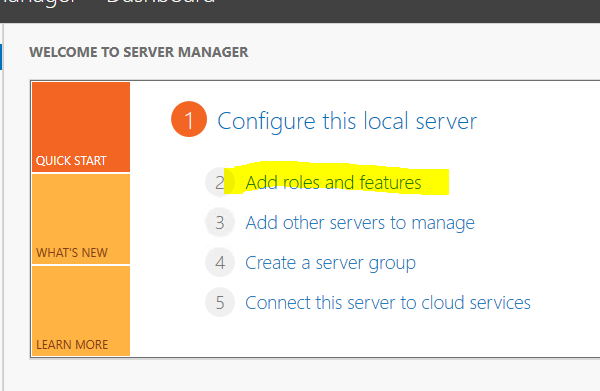 Dashboard
WELCOME TO SERVER MANAGER
QUICK START
1 Configure this local server
2 Add roles and features
WHAT'S NEW
3 Add other servers to manage
4 Create a server group
LEARN MORE
5 Connect this server to cloud services